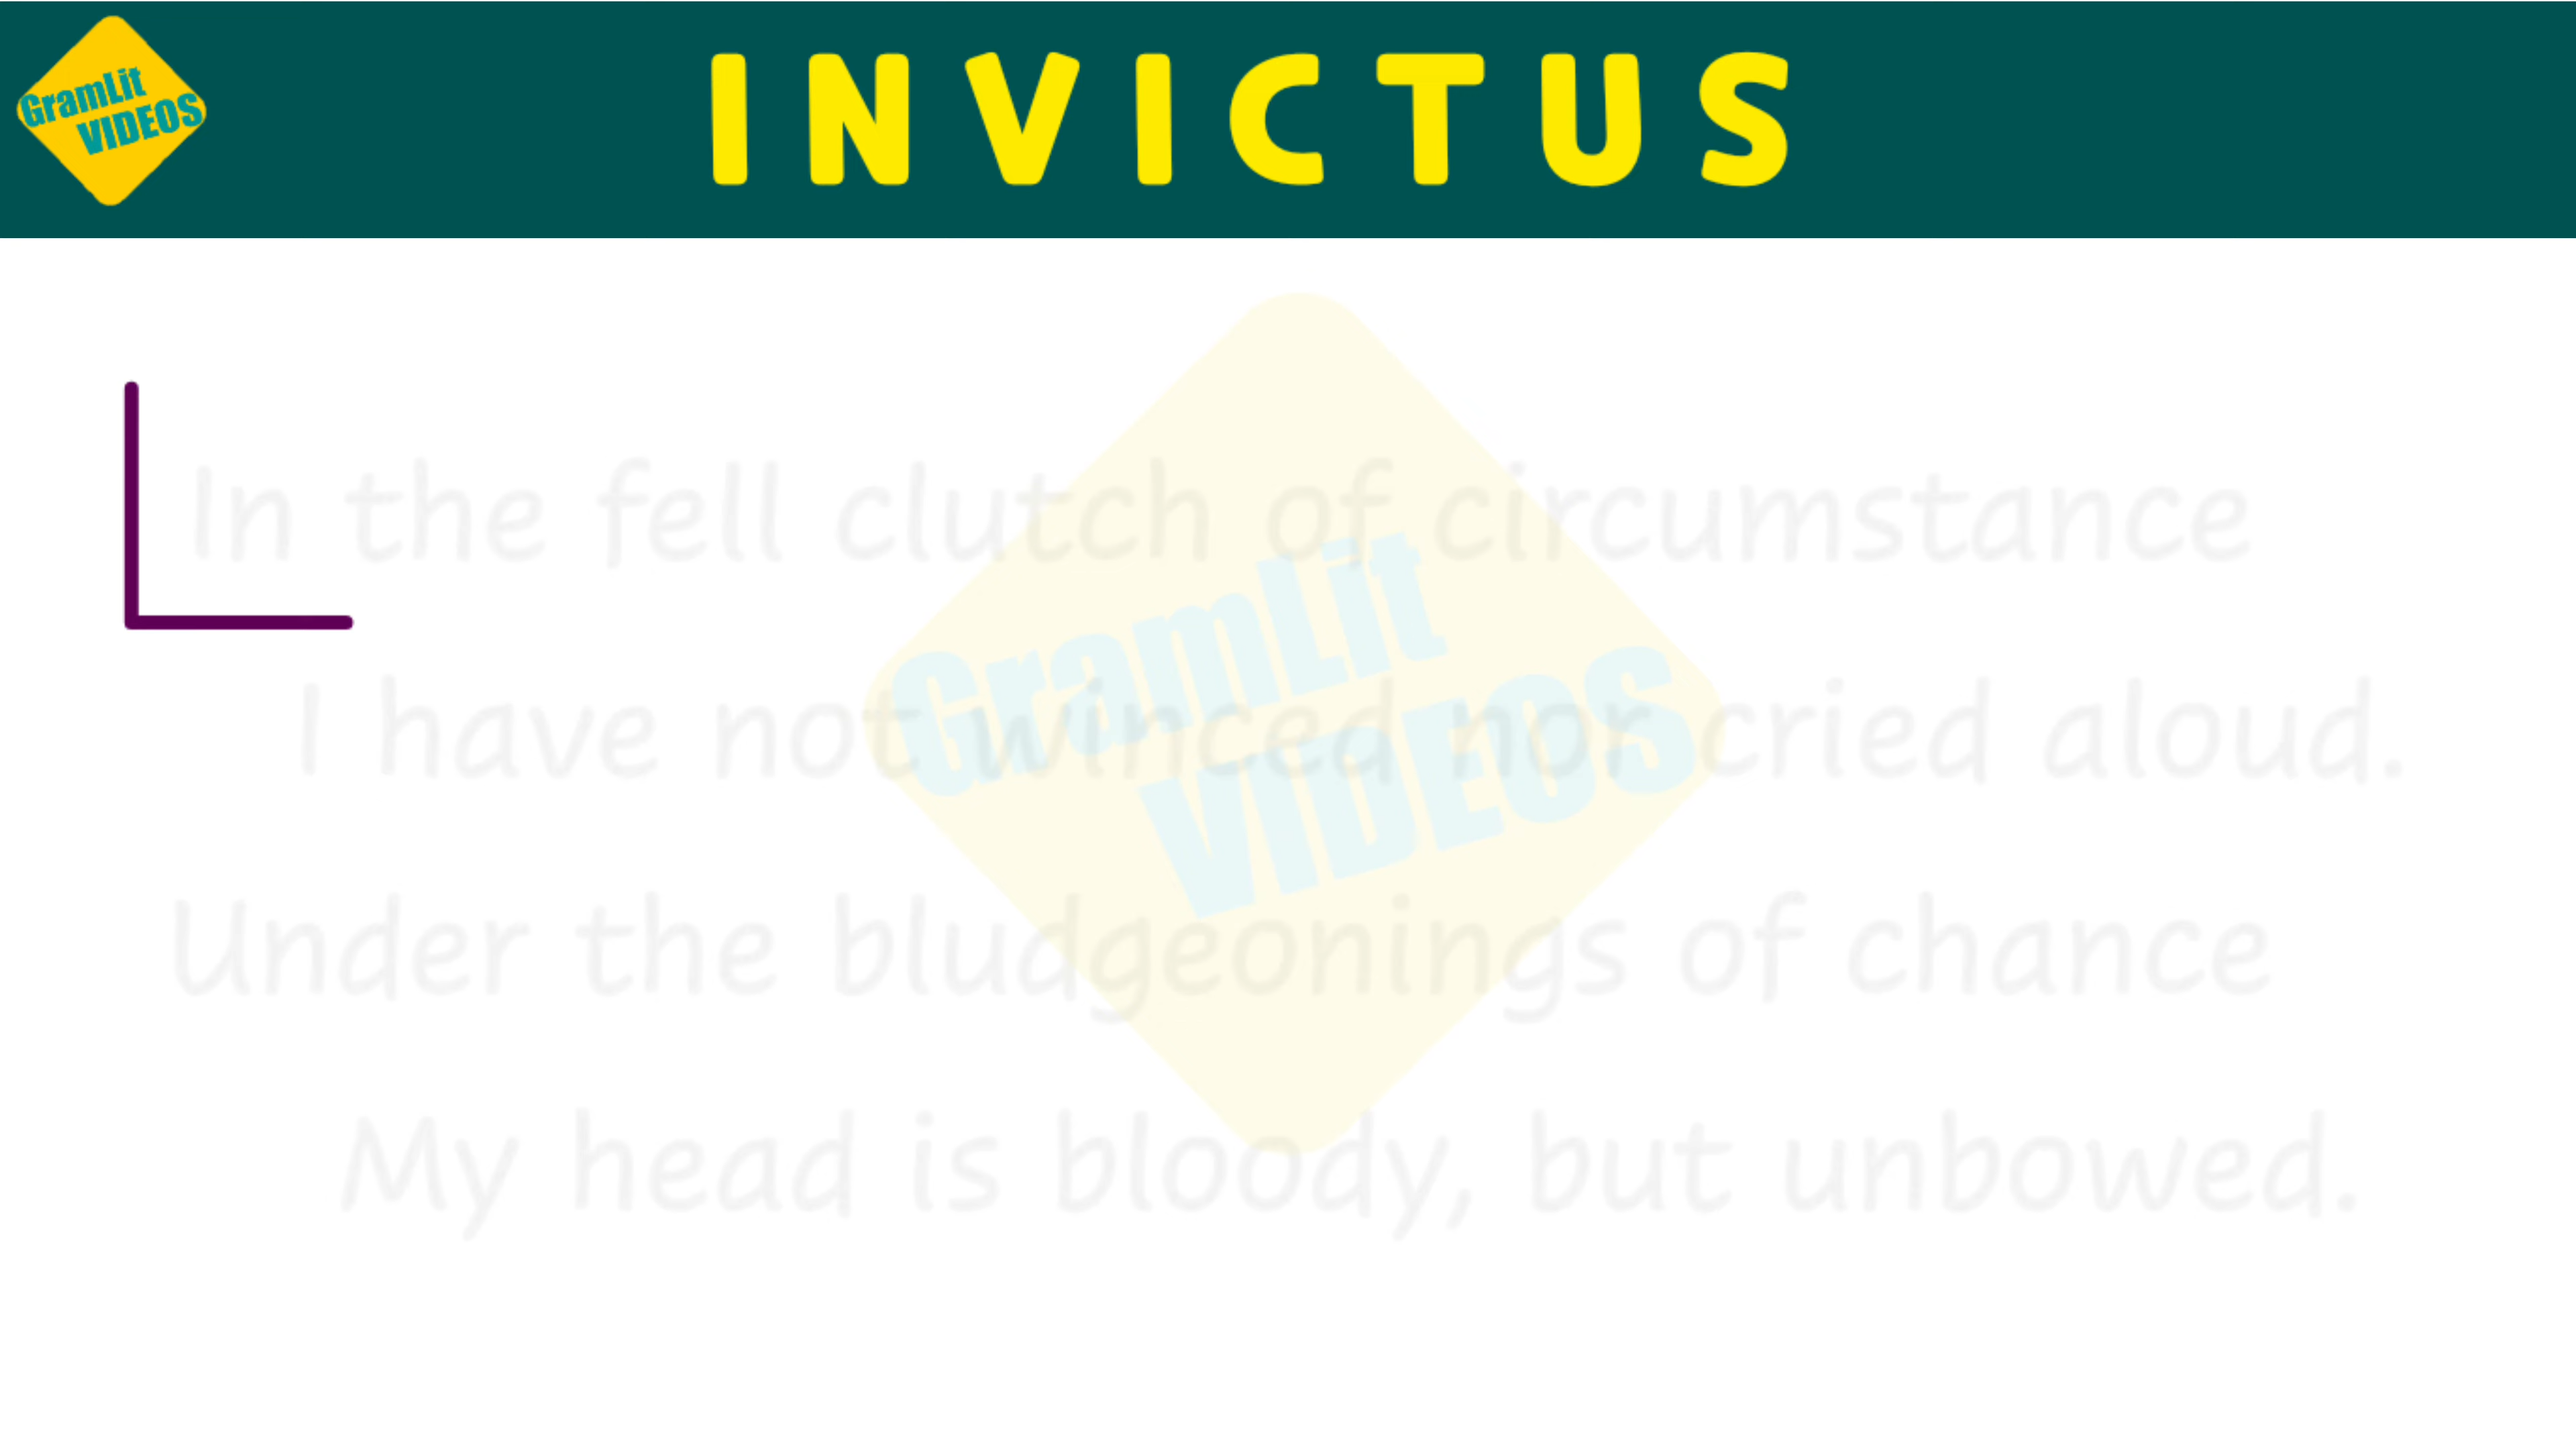 GramLit
VIDEOS
INVICTUS
In the fell clutch of circumstance
I have not winced nor cried aloud.
Under the bludgeonings of chance
My head is bloody, but unbowed.
GramLit
VIDEOS